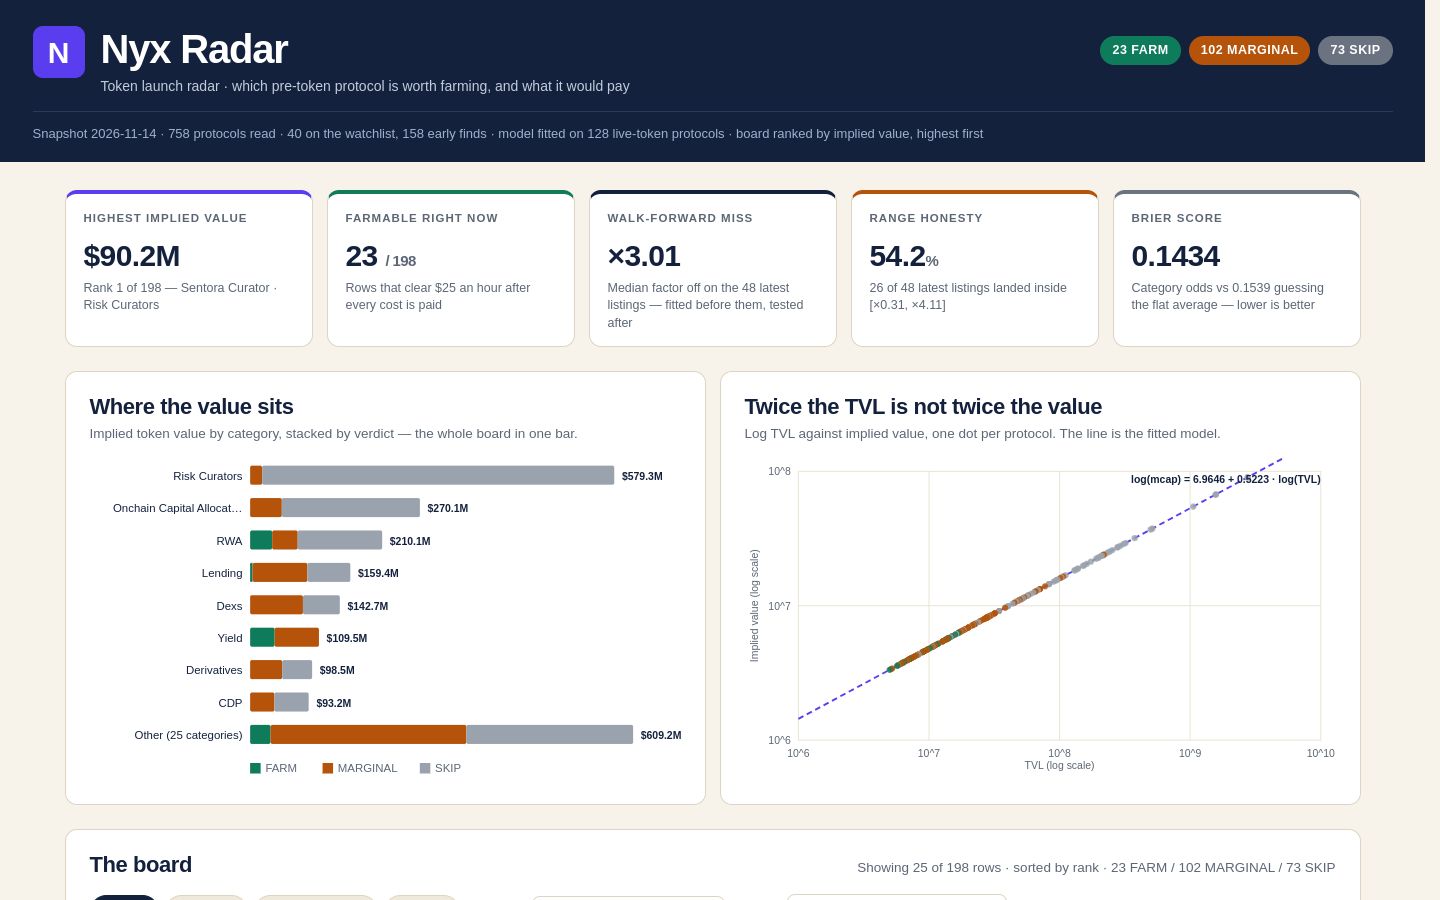 N
Nyx Radar
Token launch radar · which pre-token protocol is worth farming, and what it would pay
23 FARM
102 MARGINAL
73 SKIP
Snapshot 2026-11-14 · 758 protocols read · 40 on the watchlist, 158 early finds · model fitted on 128 live-token protocols · board ranked by implied value, highest first
HIGHEST IMPLIED VALUE
$90.2M
Rank 1 of 198 — Sentora Curator ·
Risk Curators
FARMABLE RIGHT NOW
23 / 198
Rows that clear $25 an hour after
every cost is paid
WALK-FORWARD MISS
×3.01
Median factor off on the 48 latest
listings — fitted before them, tested
after
RANGE HONESTY
54.2%
26 of 48 latest listings landed inside
[×0.31, ×4.11]
BRIER SCORE
0.1434
Category odds vs 0.1539 guessing
the flat average — lower is better
Where the value sits
Implied token value by category, stacked by verdict — the whole board in one bar.
Risk Curators $579.3M
Onchain Capital Allocat… $270.1M
RWA $210.1M
Lending $159.4M
Dexs $142.7M
Yield $109.5M
Derivatives $98.5M
CDP $93.2M
Other (25 categories) $609.2M
FARM MARGINAL SKIP
Twice the TVL is not twice the value
Log TVL against implied value, one dot per protocol. The line is the fitted model.
10^8
log(mcap) = 6.9646 + 0.5223 · log(TVL)
Implied value (log scale)
10^7
10^6
10^6 10^7 10^8 10^9 10^10
TVL (log scale)
The board
Showing 25 of 198 rows · sorted by rank · 23 FARM / 102 MARGINAL / 73 SKIP